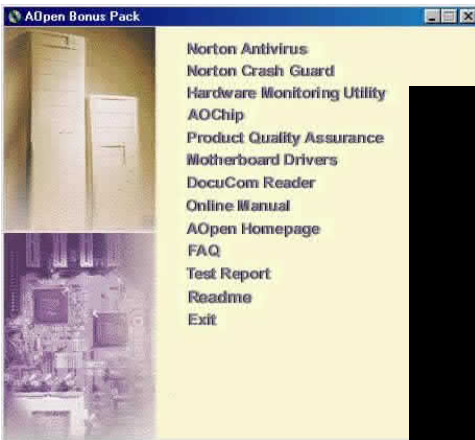 AOpen Bonus Pack
Norton Antivirus
Norton Crash Guard
Hardware Monitoring Utility
AOChip
Product Quality Assurance
Motherboard Drivers
DocuCom Reader
Online Manual
AOpen Homepage
FAQ
Test Report
Readme
Exit